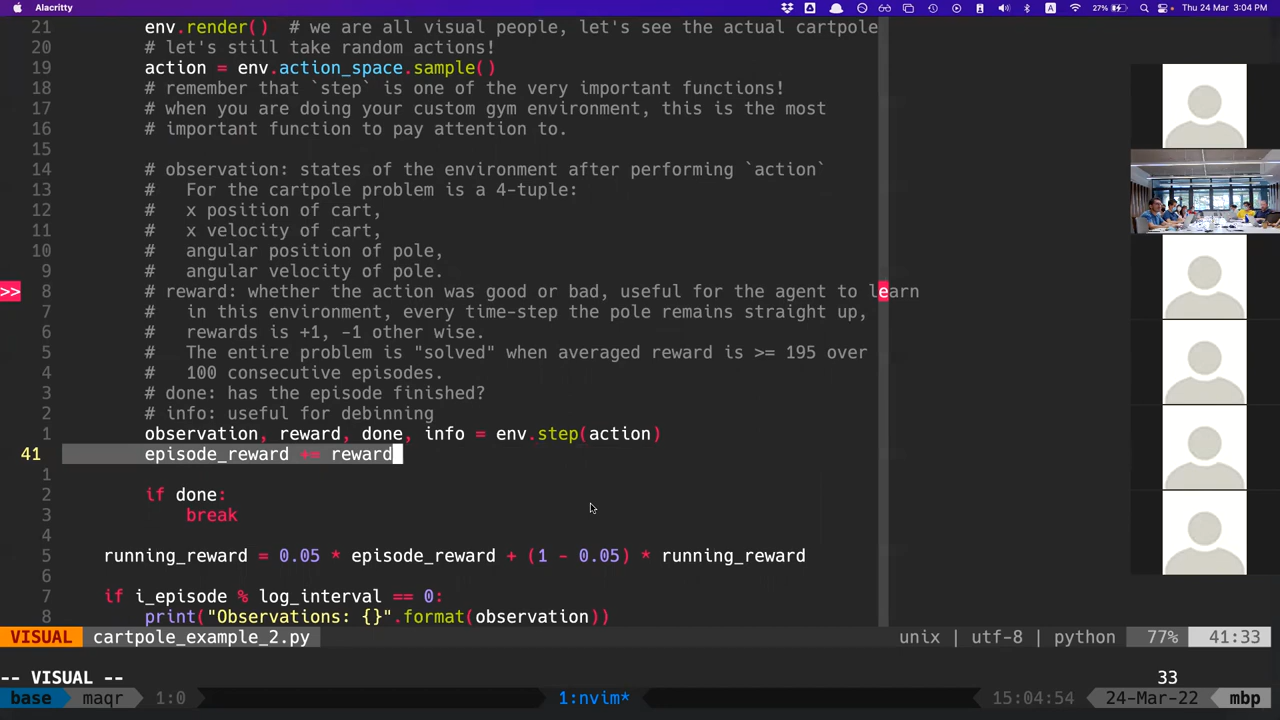 Alacritty
27%
A
Thu 24 Mar 3:04 PM
21 env.render() # we are all visual people, let's see the actual cartpole
20 # let's still take random actions!
19 action = env.action_space.sample()
18 # remember that `step` is one of the very important functions!
17 # when you are doing your custom gym environment, this is the most
16 # important function to pay attention to.
15
14 # observation: states of the environment after performing `action`
13 # For the cartpole problem is a 4-tuple:
12 # x position of cart,
11 # x velocity of cart,
10 # angular position of pole,
9 # angular velocity of pole.
>> 8 # reward: whether the action was good or bad, useful for the agent to learn
7 # in this environment, every time-step the pole remains straight up,
6 # rewards is +1, -1 other wise.
5 # The entire problem is "solved" when averaged reward is >= 195 over
4 # 100 consecutive episodes.
3 # done: has the episode finished?
2 # info: useful for debinning
1 observation, reward, done, info = env.step(action)
41 episode_reward += reward
1
2 if done:
3 break
4
5 running_reward = 0.05 * episode_reward + (1 - 0.05) * running_reward
6
7 if i_episode % log_interval == 0:
8 print("Observations: {}".format(observation))
VISUAL cartpole_example_2.py unix | utf-8 | python 77% 41:33
-- VISUAL -- 33
base maqr 1:0 1:nvim* 15:04:54 24-Mar-22 mbp